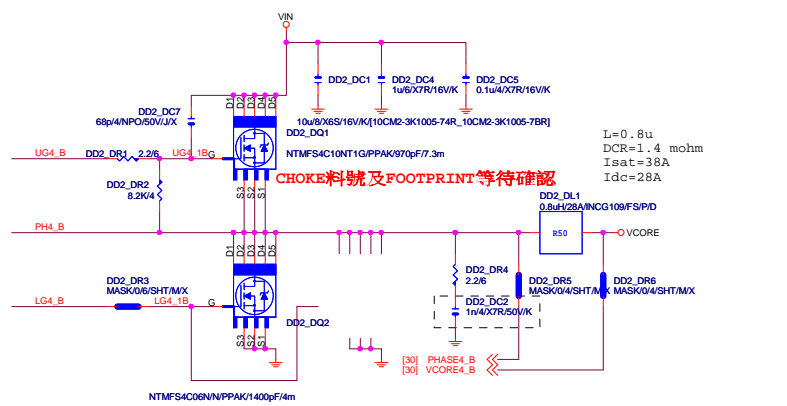 VIN
DD2_DC1
DD2_DC4
1u/6/X7R/16V/K
DD2_DC5
0.1u/4/X7R/16V/K
10u/8/X6S/16V/K/[10CM2-3K1005-74R_10CM2-3K1005-7BR]
DD2_DC7
68p/4/NPO/50V/J/X
D1
D2
D3
D4
D5
DD2_DQ1
NTMFS4C10NT1G/PPAK/970pF/7.3m
UG4_B
DD2_DR1
2.2/6
UG4_1B
G
S3
S2
S1
DD2_DR2
8.2K/4
CHOKE料號及FOOTPRINT等待確認
L=0.8u
DCR=1.4 mohm
Isat=38A
Idc=28A
DD2_DL1
0.8uH/28A/INCG109/FS/P/D
R50
VCORE
PH4_B
D1
D2
D3
D4
D5
DD2_DR3
MASK/0/6/SHT/M/X
LG4_B
LG4_1B
G
DD2_DQ2
S3
S2
S1
NTMFS4C06N/N/PPAK/1400pF/4m
DD2_DR4
2.2/6
DD2_DC2
1n/4/X7R/50V/K
DD2_DR5
MASK/0/4/SHT/M/X
DD2_DR6
MASK/0/4/SHT/M/X
[30] PHASE4_B
[30] VCORE4_B